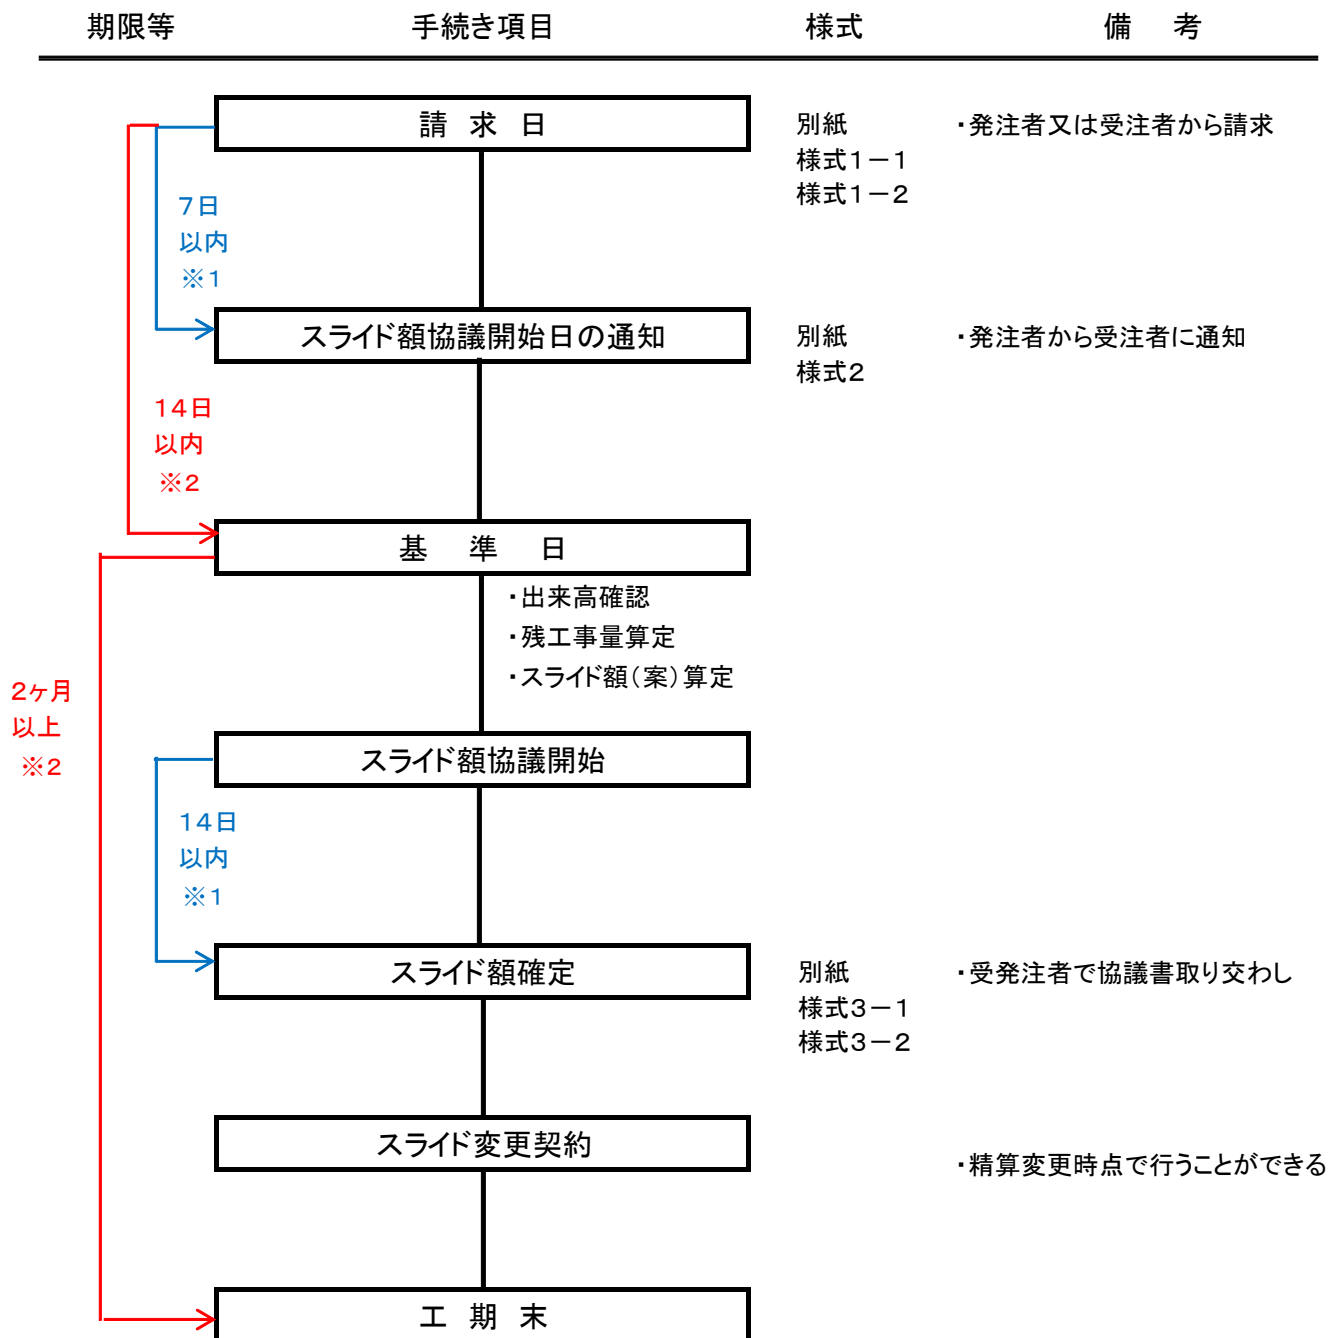 期限等 手続き項目 様式 備 考
請 求 日 別紙 ・発注者又は受注者から請求
様式１－１
様式１－２
７日
以内
※１
スライド額協議開始日の通知 別紙 ・発注者から受注者に通知
様式２
１４日
以内
※２
基 準 日
・出来高確認
・残工事量算定
・スライド額（案）算定
２ヶ月
以上
※２
スライド額協議開始
１４日
以内
※１
スライド額確定 別紙 ・受発注者で協議書取り交わし
様式３－１
様式３－２
スライド変更契約
・精算変更時点で行うことができる
工 期 末